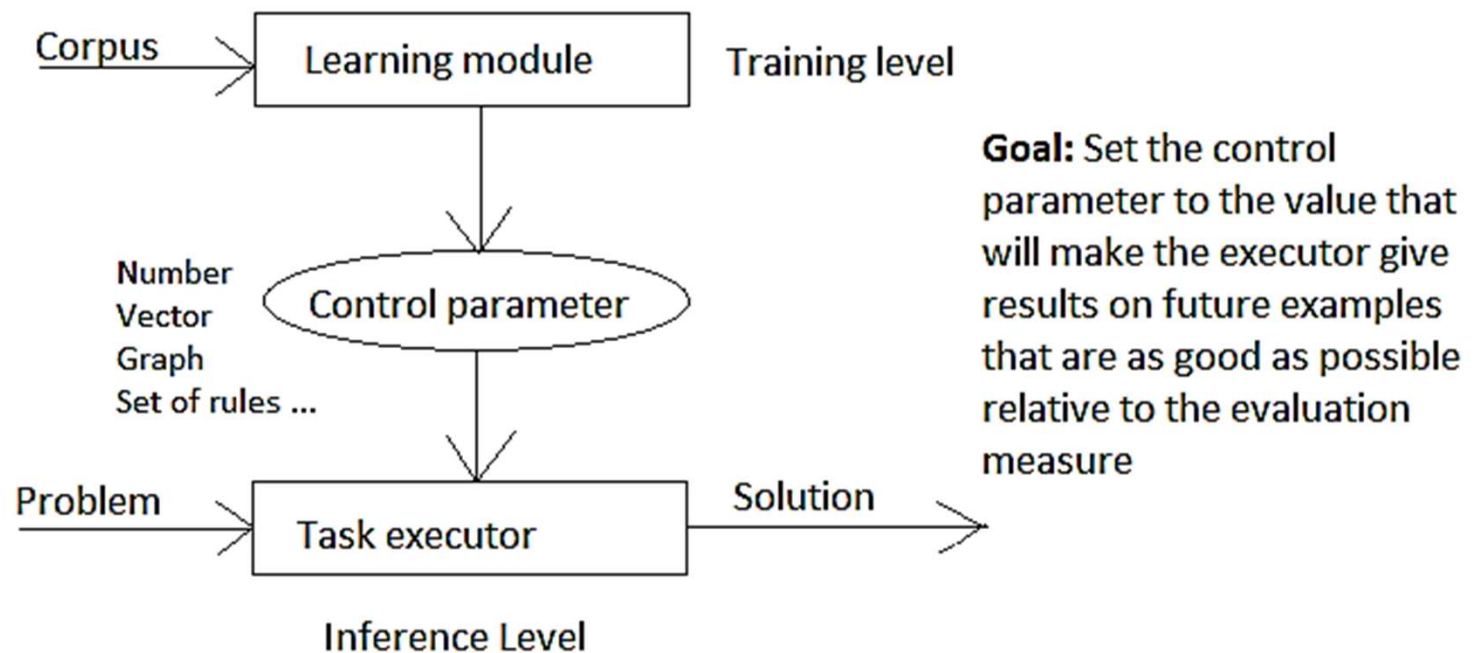 Corpus
Learning module
Training level
Goal: Set the control
parameter to the value that
will make the executor give
results on future examples
that are as good as possible
relative to the evaluation
measure
Number
Vector
Graph
Set of rules ...
Control parameter
Problem
Task executor
Solution
Inference Level